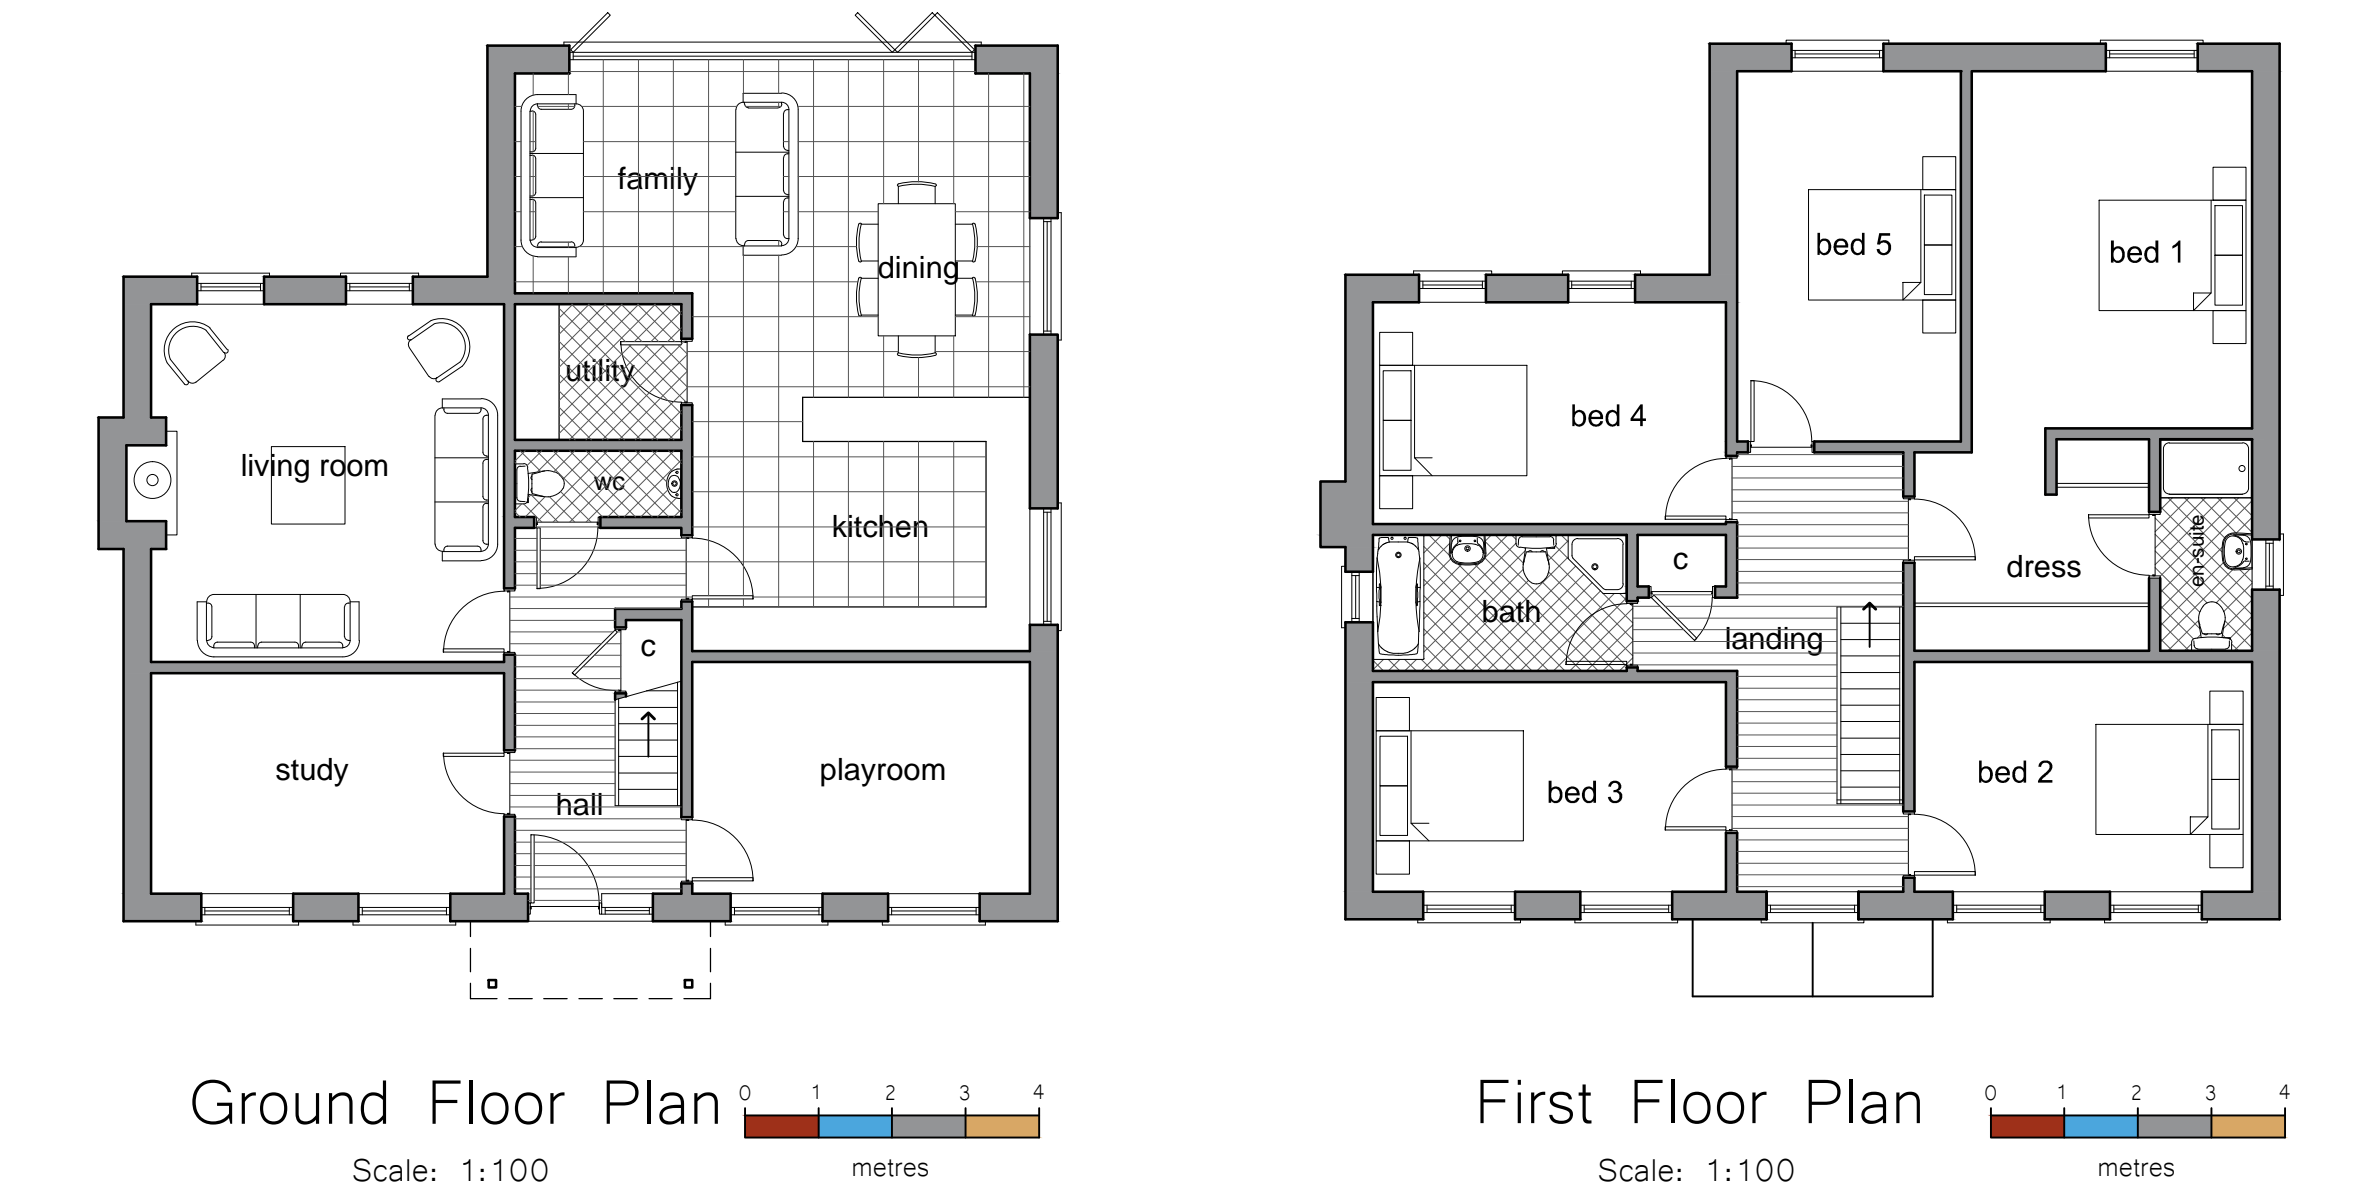 family
dining
utility
living room
wc
kitchen
c
study
playroom
hall
Ground Floor Plan
0 1 2 3 4
metres
Scale: 1:100
bed 5
bed 1
bed 4
en-suite
c
dress
bath
landing
bed 2
bed 3
First Floor Plan
0 1 2 3 4
metres
Scale: 1:100